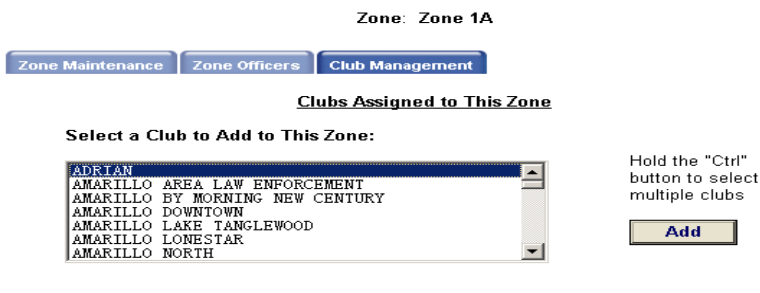 Zone: Zone 1A
Zone Maintenance Zone Officers Club Management
Clubs Assigned to This Zone
Select a Club to Add to This Zone:
ADRIAN
AMARILLO AREA LAW ENFORCEMENT
AMARILLO BY MORNING NEW CENTURY
AMARILLO DOWNTOWN
AMARILLO LAKE TANGLEWOOD
AMARILLO LONESTAR
AMARILLO NORTH
Hold the "Ctrl"
button to select
multiple clubs
Add